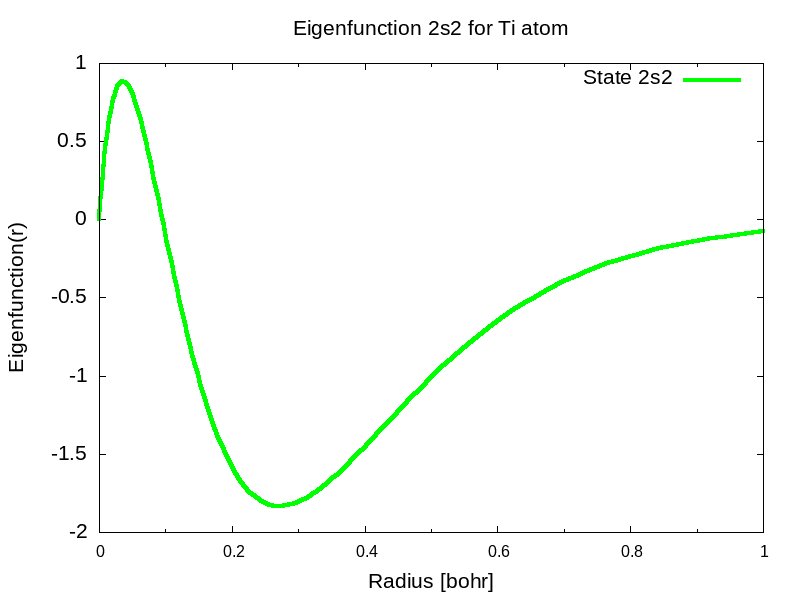 Eigenfunction 2s2 for Ti atom
State 2s2
1
0.5
0
-0.5
-1
-1.5
-2
Eigenfunction(r)
0 0.2 0.4 0.6 0.8 1
Radius [bohr]